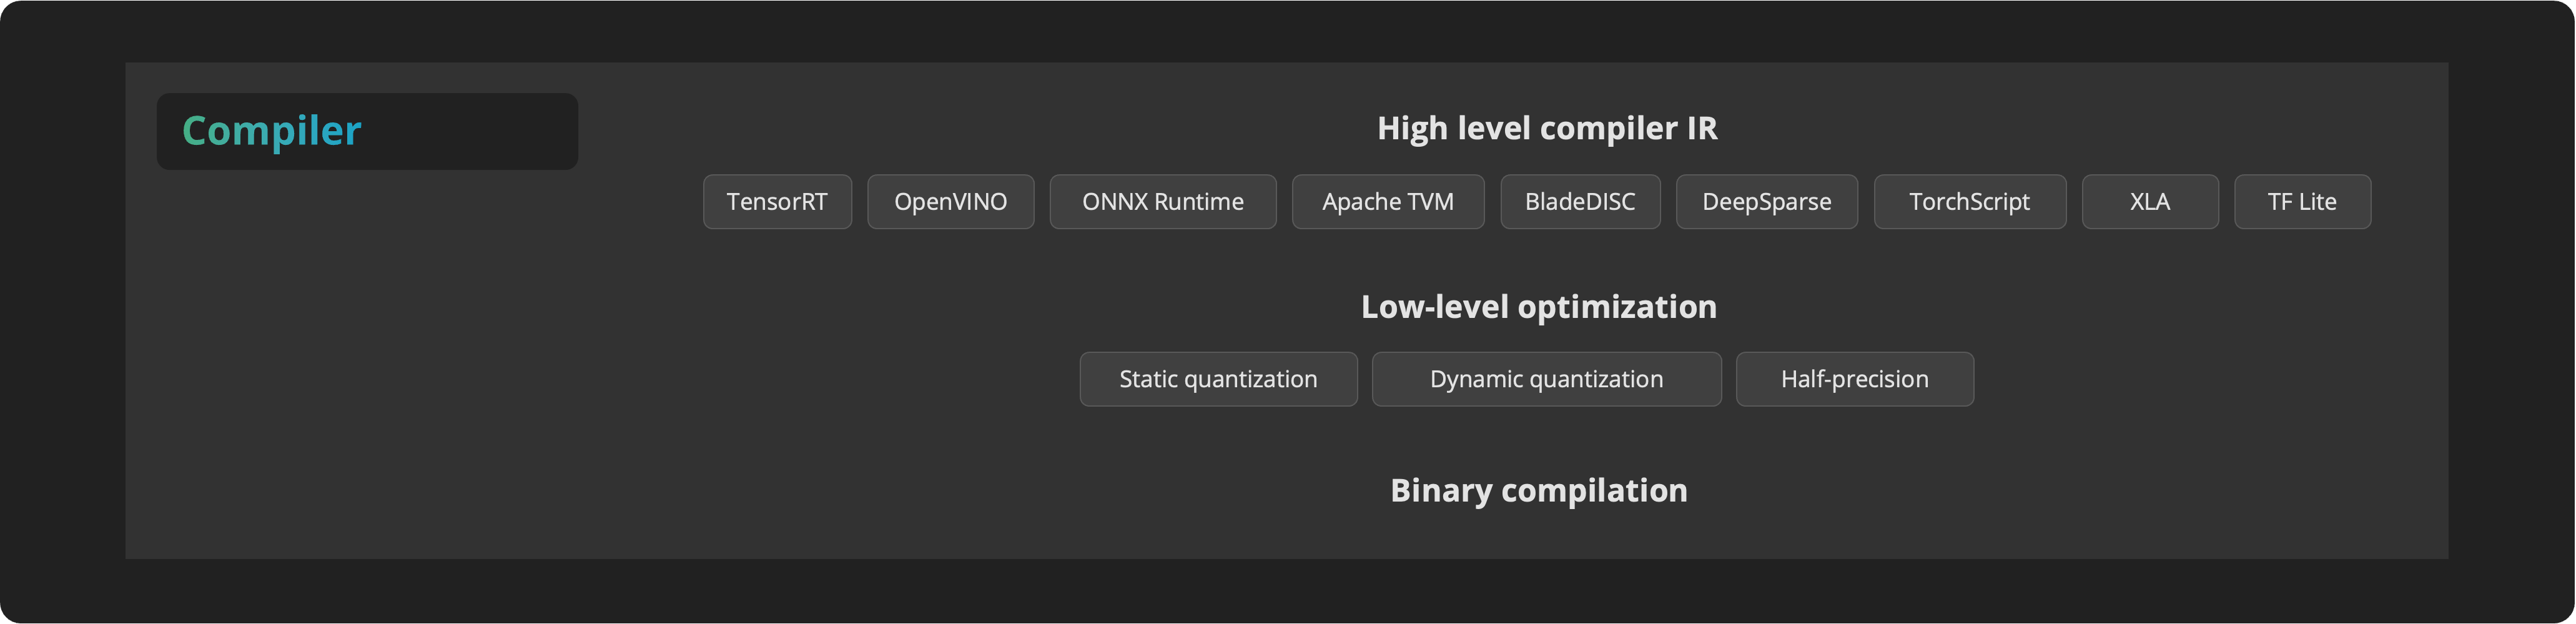 Compiler
High level compiler IR
TensorRT OpenVINO ONNX Runtime Apache TVM BladeDISC DeepSparse TorchScript XLA TF Lite
Low-level optimization
Static quantization Dynamic quantization Half-precision
Binary compilation